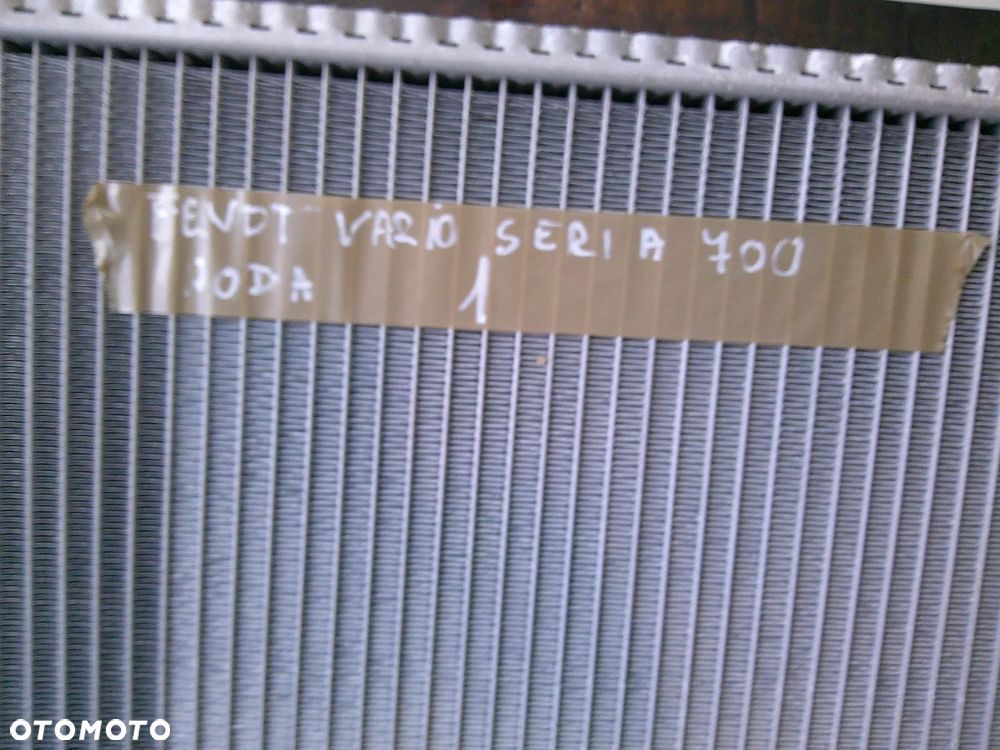 FENDT VARIO SERIA 700
WODA 1
OTOMOTO